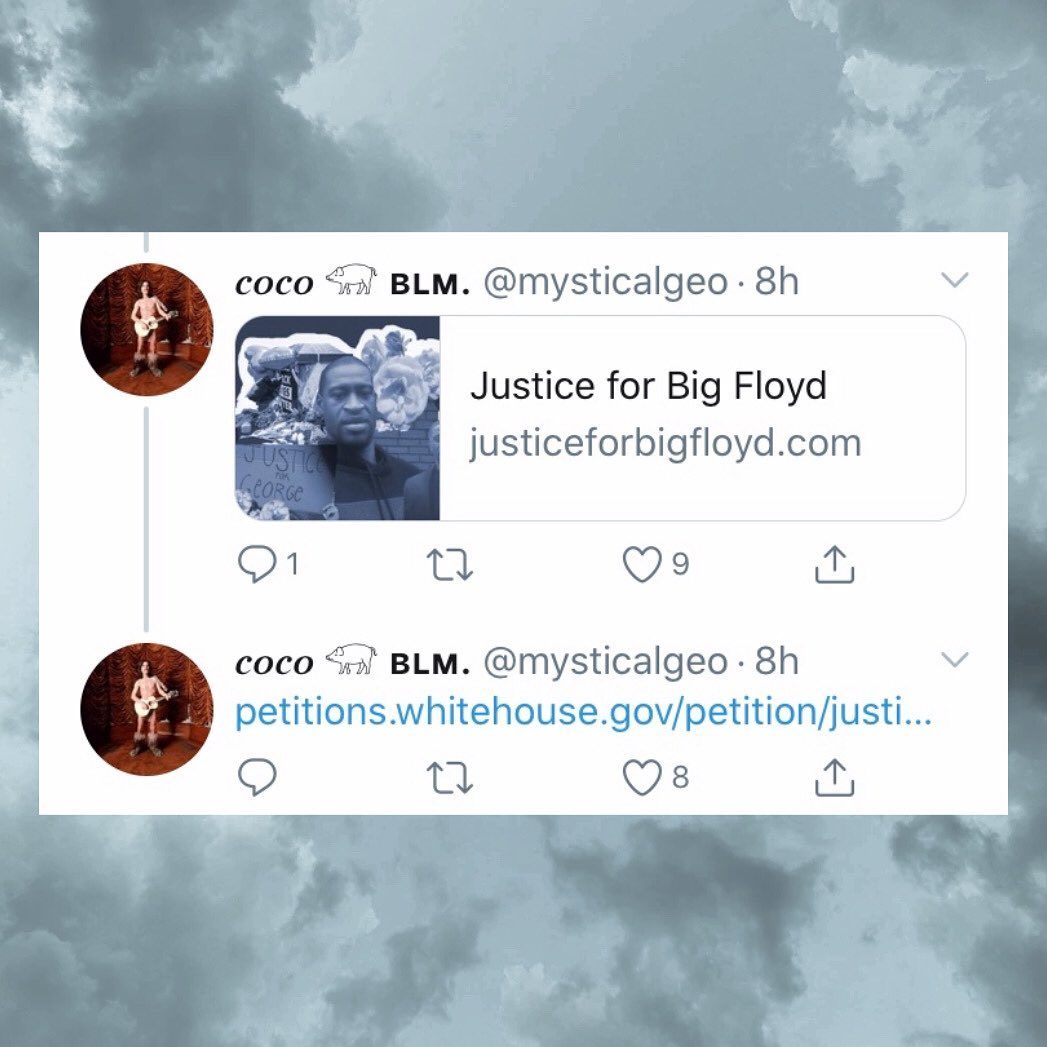 coco BLM. @mysticalgeo · 8h
JUSTICE
FOR
GEORGE
Justice for Big Floyd
justiceforbigfloyd.com
1
9
coco BLM. @mysticalgeo · 8h
petitions.whitehouse.gov/petition/justi...
8